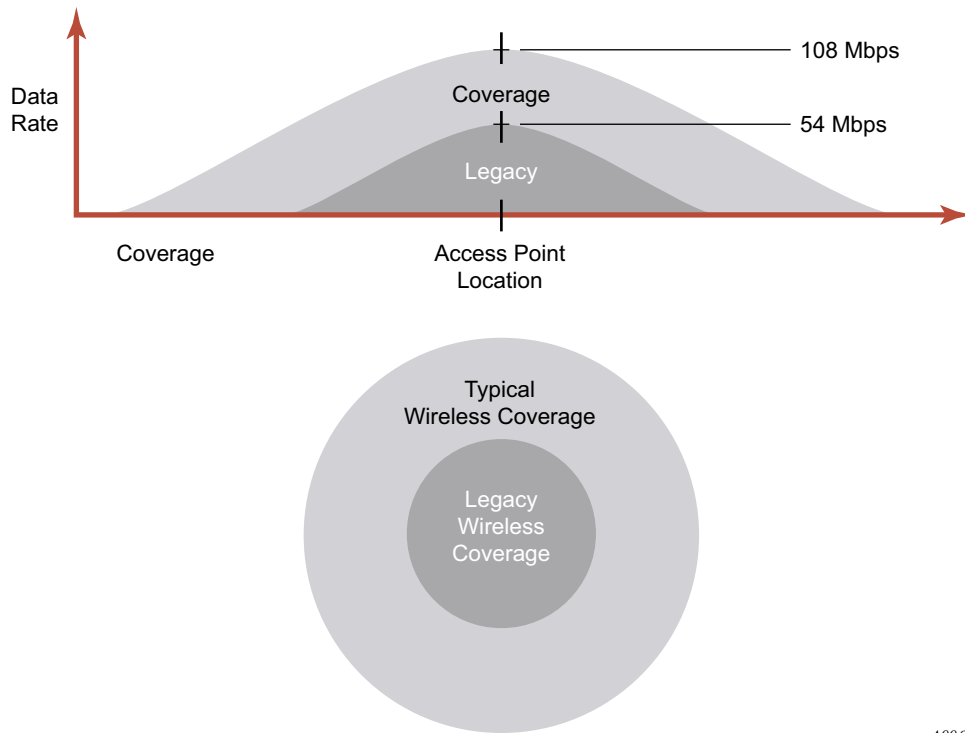 Data
Rate
108 Mbps
Coverage
54 Mbps
Legacy
Coverage
Access Point
Location
Typical
Wireless Coverage
Legacy
Wireless
Coverage